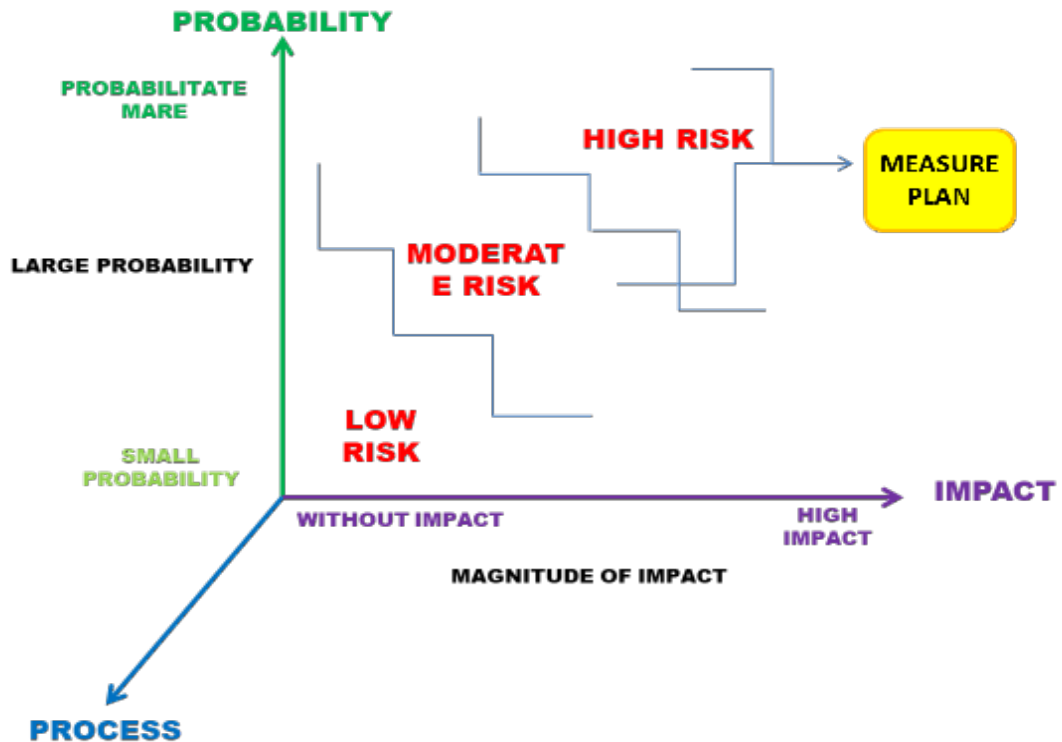 PROBABILITY
PROBABILITATE
MARE
HIGH RISK
MEASURE
PLAN
LARGE PROBABILITY
MODERAT
E RISK
LOW
RISK
SMALL
PROBABILITY
IMPACT
WITHOUT IMPACT
HIGH
IMPACT
MAGNITUDE OF IMPACT
PROCESS